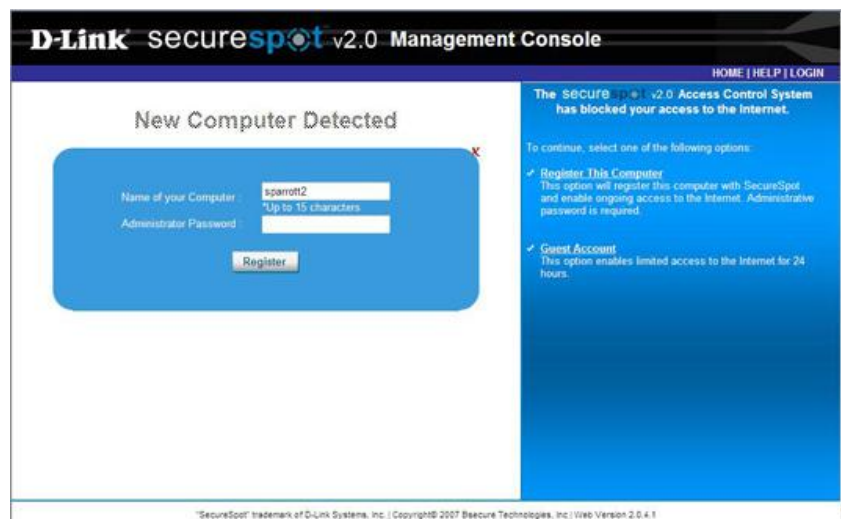 D-Link securespot v2.0 Management Console
HOME | HELP | LOGIN
New Computer Detected
x
Name of your Computer : sparrott2
*Up to 15 characters
Administrator Password :
Register
The securespot v2.0 Access Control System
has blocked your access to the Internet.
To continue, select one of the following options:
✓ Register This Computer
This option will register this computer with SecureSpot
and enable ongoing access to the Internet. Administrative
password is required.
✓ Guest Account
This option enables limited access to the Internet for 24
hours.
"SecureSpot" trademark of D-Link Systems, Inc. | Copyright© 2007 Bsecure Technologies, Inc. | Web Version 2.0.4.1